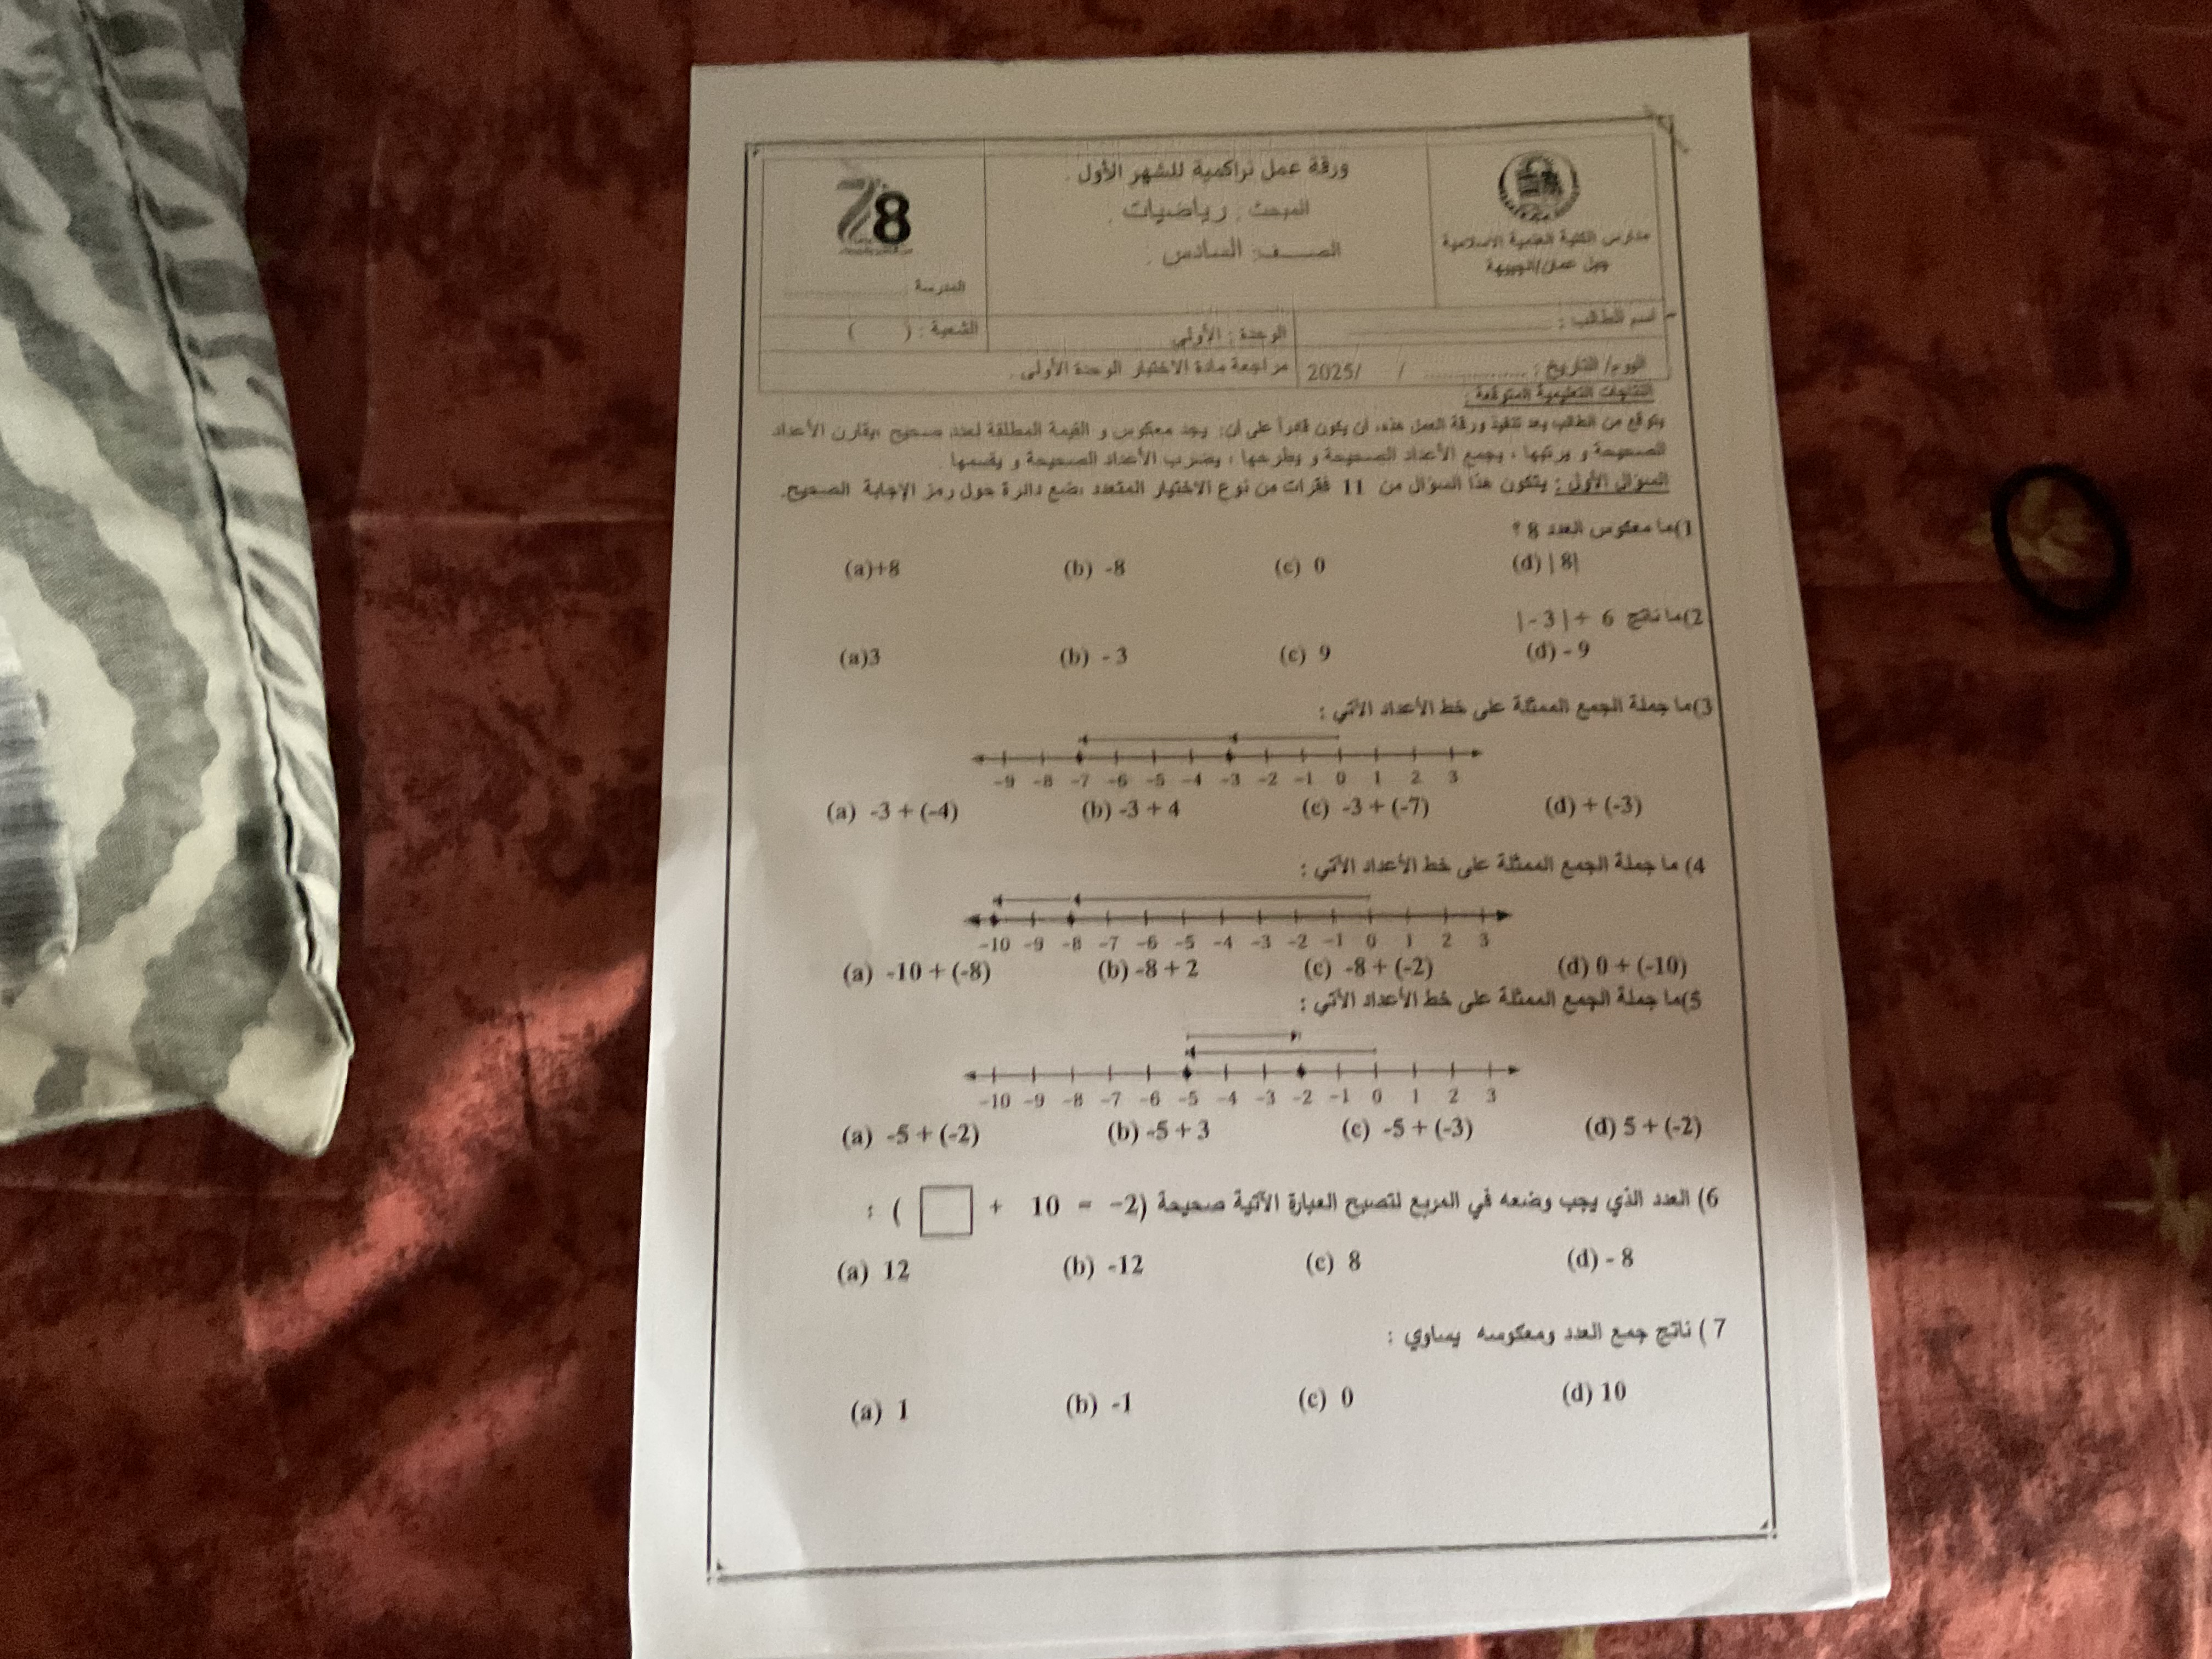 ورقة عمل تراكمية للشهر الأول .
المبحث : رياضيات .
الصـــــف: السادس .
مدارس الكلية العلمية الاسلامية
جبل عمان/الجبيهة
78
المدرسة ....................
اسم الطالب : ..............................
الوحدة : الأولى
الشعبة : ( )
اليوم/ التاريخ : ................ / /2025
مراجعة مادة الاختبار الوحدة الأولى .
النتاجات التعليمية المتوقعة :
يتوقع من الطالب بعد تنفيذ ورقة العمل هذه، أن يكون قادراً على أن: يجد معكوس و القيمة المطلقة لعدد صحيح ،يقارن الأعداد
الصحيحة و يرتبها ، يجمع الأعداد الصحيحة و يطرحها ، يضرب الأعداد الصحيحة و يقسمها .
السؤال الأول : يتكون هذا السؤال من 11 فقرات من نوع الاختيار المتعدد ،ضع دائرة حول رمز الإجابة الصحيح.
1)ما معكوس العدد 8 ؟
(a)+8 (b) -8 (c) 0 (d) | 8|
2)ما ناتج |- 3 | + 6
(a)3 (b) - 3 (c) 9 (d) - 9
3)ما جملة الجمع الممثلة على خط الأعداد الآتي :
-9 -8 -7 -6 -5 -4 -3 -2 -1 0 1 2 3
(a) -3 + (-4) (b) -3 + 4 (c) -3 + (-7) (d) + (-3)
4) ما جملة الجمع الممثلة على خط الأعداد الآتي :
-10 -9 -8 -7 -6 -5 -4 -3 -2 -1 0 1 2 3
(a) -10 + (-8) (b) -8 + 2 (c) -8 + (-2) (d) 0 + (-10)
5)ما جملة الجمع الممثلة على خط الأعداد الآتي :
-10 -9 -8 -7 -6 -5 -4 -3 -2 -1 0 1 2 3
(a) -5 + (-2) (b) -5 + 3 (c) -5 + (-3) (d) 5 + (-2)
6) العدد الذي يجب وضعه في المربع لتصبح العبارة الآتية صحيحة ( □ + 10 = -2) :
(a) 12 (b) -12 (c) 8 (d) - 8
7 ) ناتج جمع العدد ومعكوسه يساوي :
(a) 1 (b) -1 (c) 0 (d) 10